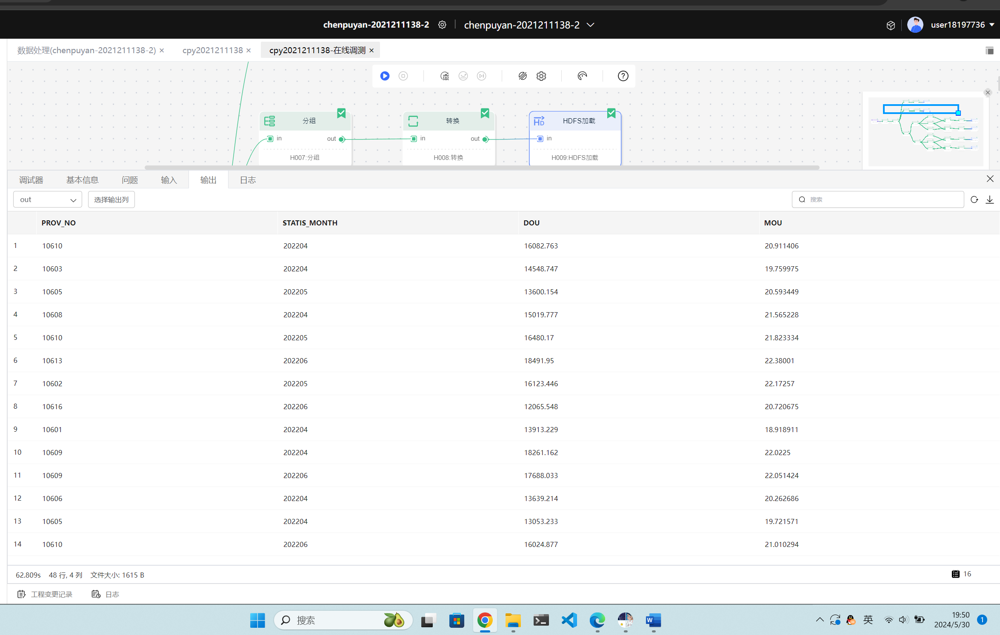 chenpuyan-2021211138-2 chenpuyan-2021211138-2 user18197736
数据处理(chenpuyan-2021211138-2) cpy2021211138 cpy2021211138-在线调测
分组 转换 HDFS加载
in out in out in
H007:分组 H008:转换 H009:HDFS加载
调试器 基本信息 问题 输入 输出 日志
out 选择输出列 搜索
PROV_NO STATIS_MONTH DOU MOU
1 10610 202204 16082.763 20.911406
2 10603 202204 14548.747 19.759975
3 10605 202205 13600.154 20.593449
4 10608 202204 15019.777 21.565228
5 10610 202205 16480.17 21.823334
6 10613 202206 18491.95 22.38001
7 10602 202205 16123.446 22.17257
8 10616 202206 12065.548 20.720675
9 10601 202204 13913.229 18.918911
10 10609 202204 18261.162 22.0225
11 10609 202206 17688.033 22.051424
12 10606 202204 13639.214 20.262686
13 10605 202204 13053.233 19.721571
14 10610 202206 16024.877 21.010294
62.809s 48 行, 4 列 文件大小: 1615 B 16
工程变更记录 日志
搜索 英 19:50
2024/5/30 1